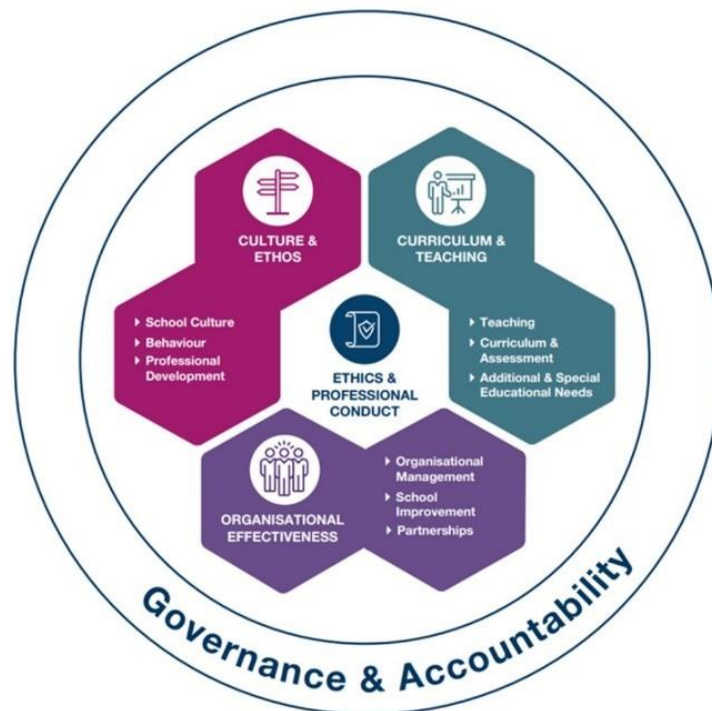 CULTURE &
ETHOS
School Culture
Behaviour
Professional
Development
CURRICULUM &
TEACHING
Teaching
Curriculum &
Assessment
Additional & Special
Educational Needs
ETHICS &
PROFESSIONAL
CONDUCT
ORGANISATIONAL
EFFECTIVENESS
Organisational
Management
School
Improvement
Partnerships
Governance & Accountability